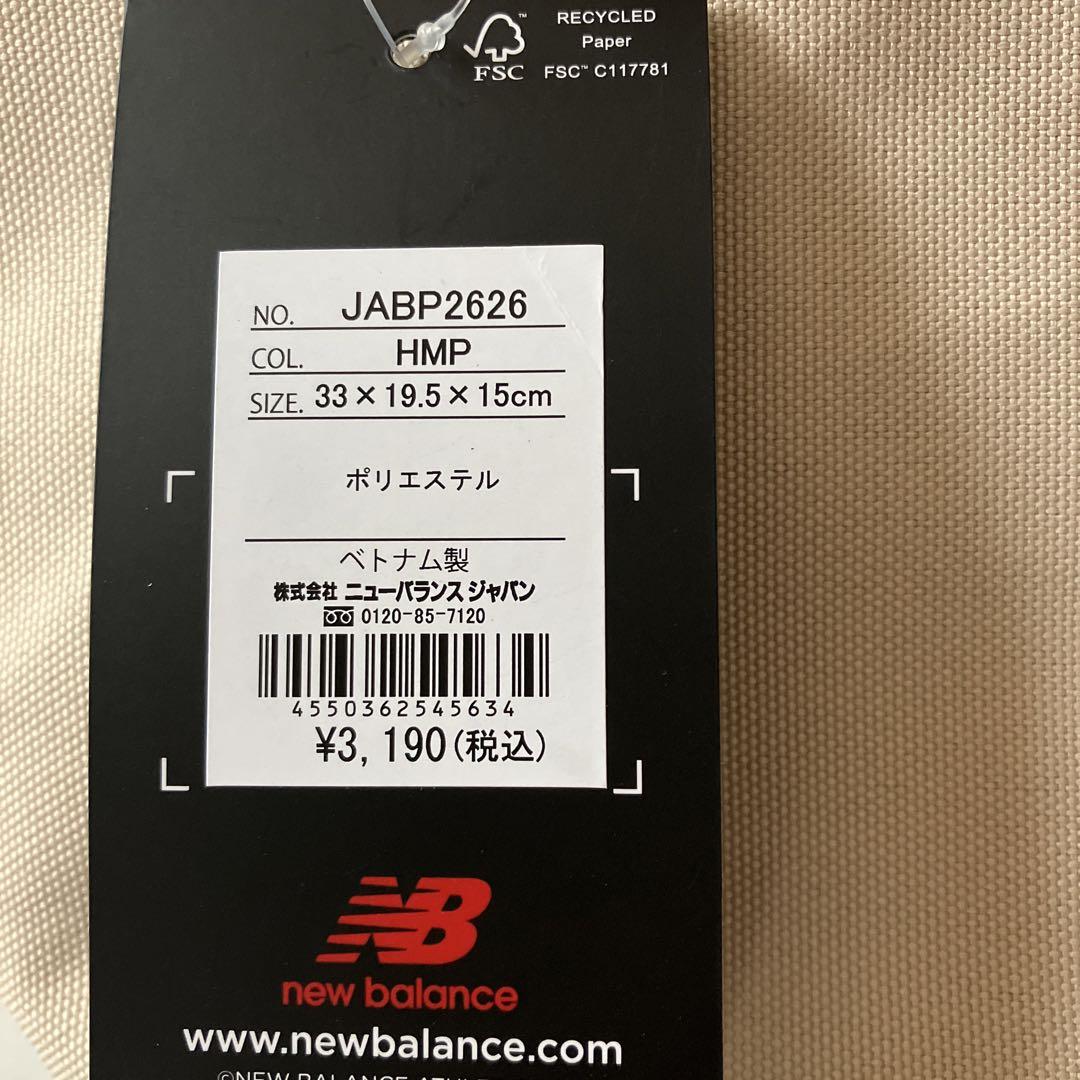 RECYCLED
Paper
FSC™ C117781
FSC
NO. JABP2626
COL. HMP
SIZE. 33×19.5×15cm
ポリエステル
ベトナム製
株式会社 ニューバランス ジャパン
0120-85-7120
4550362545634
¥3,190(税込)
NB
new balance
www.newbalance.com
©NEW BALANCE